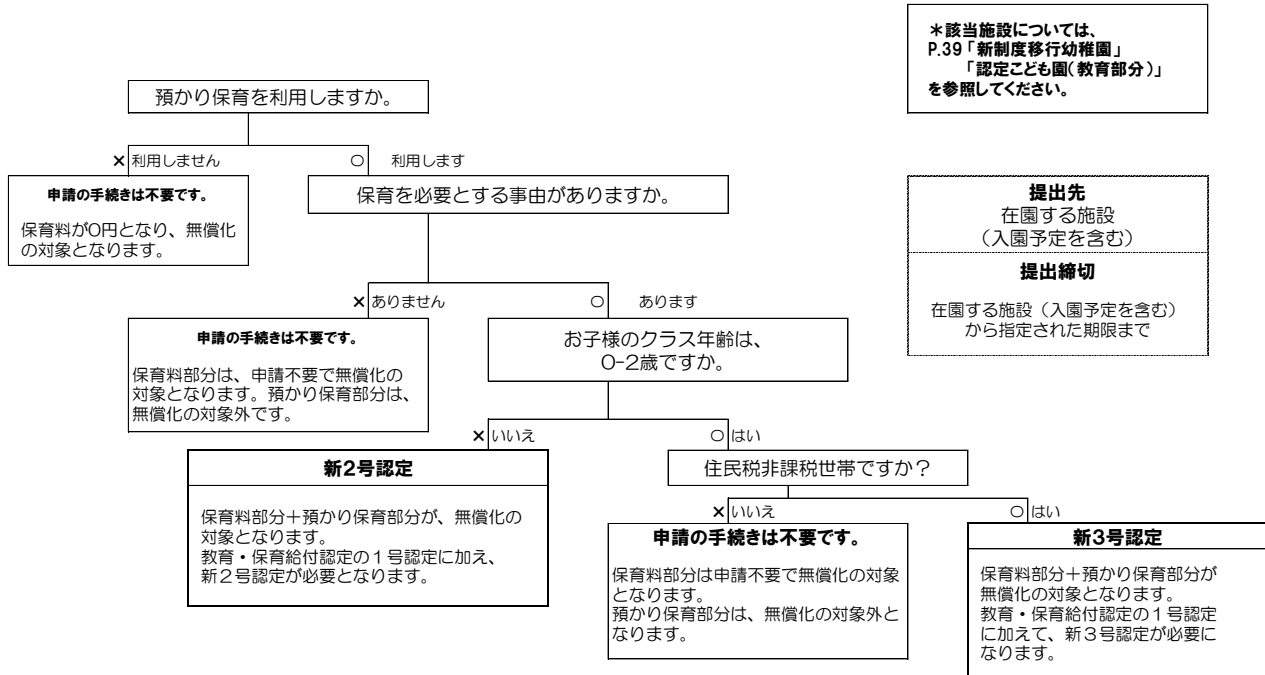 ＊該当施設については、
P.39「新制度移行幼稚園」
「認定こども園(教育部分)」
を参照してください。
預かり保育を利用しますか。
×利用しません
○ 利用します
申請の手続きは不要です。
保育料が0円となり、無償化
の対象となります。
保育を必要とする事由がありますか。
提出先
在園する施設
（入園予定を含む）
提出締切
在園する施設（入園予定を含む）
から指定された期限まで
×ありません
○ あります
申請の手続きは不要です。
保育料部分は、申請不要で無償化の
対象となります。預かり保育部分は、
無償化の対象外です。
お子様のクラス年齢は、
0-2歳ですか。
×いいえ
○はい
新2号認定
保育料部分＋預かり保育部分が、無償化の
対象となります。
教育・保育給付認定の１号認定に加え、
新２号認定が必要となります。
住民税非課税世帯ですか？
×いいえ
○はい
申請の手続きは不要です。
保育料部分は申請不要で無償化の対象
となります。
預かり保育部分は、無償化の対象外と
なります。
新3号認定
保育料部分＋預かり保育部分が
無償化の対象となります。
教育・保育給付認定の１号認定
に加えて、新３号認定が必要に
なります。